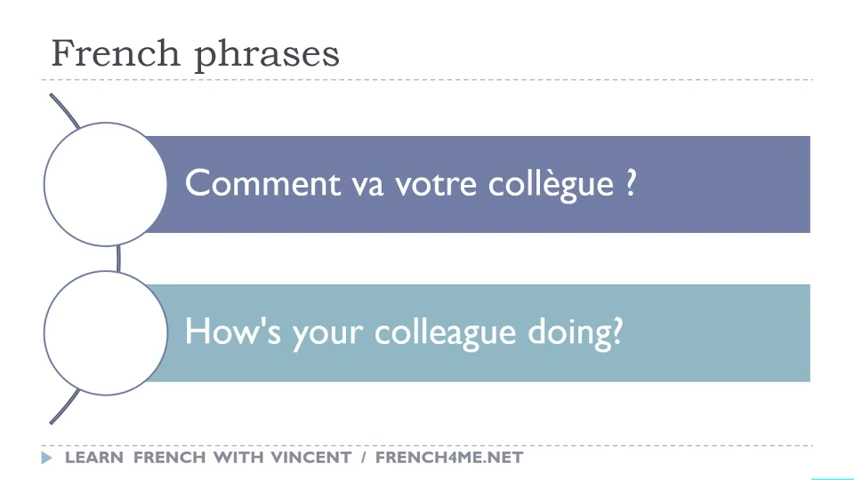 French phrases
Comment va votre collègue ?
How's your colleague doing?
LEARN FRENCH WITH VINCENT / FRENCH4ME.NET